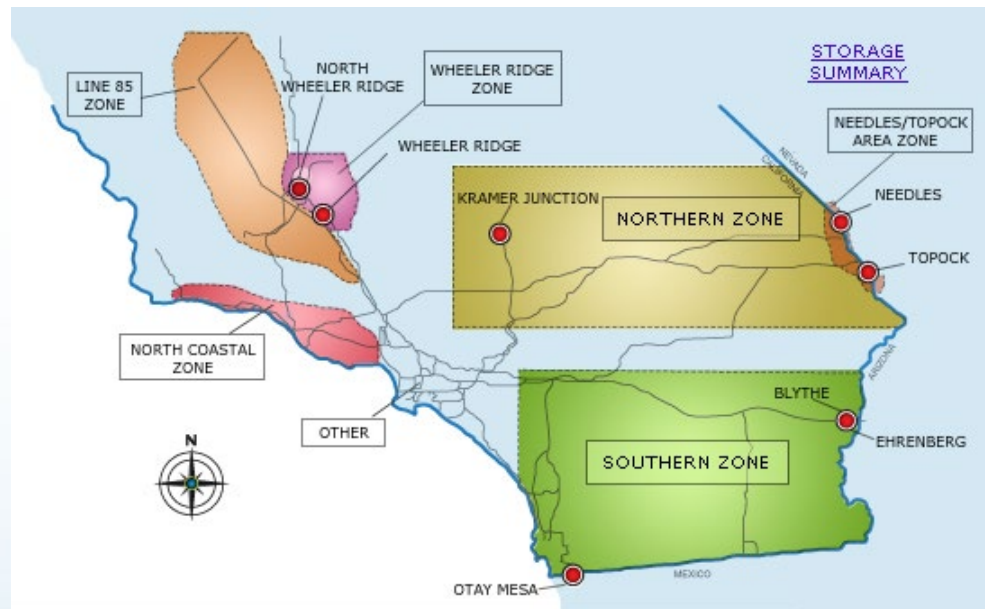 STORAGE
SUMMARY
LINE 85
ZONE
NORTH
WHEELER RIDGE
WHEELER RIDGE
ZONE
WHEELER RIDGE
NEEDLES/TOPOCK
AREA ZONE
NEVADA
CALIFORNIA
NEEDLES
KRAMER JUNCTION
NORTHERN ZONE
TOPOCK
NORTH COASTAL
ZONE
ARIZONA
OTHER
BLYTHE
EHRENBERG
SOUTHERN ZONE
N
MEXICO
OTAY MESA